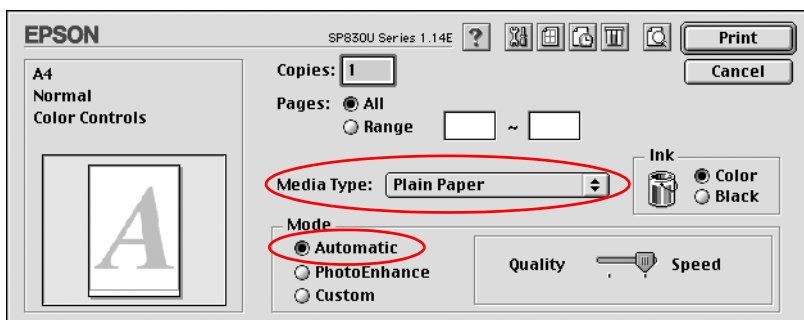 EPSON
SP830U Series 1.14E ? Print
A4
Normal
Color Controls
A
Copies: 1
Cancel
Pages: All
Range ~
Media Type: Plain Paper
Ink
Color
Black
Mode
Automatic
PhotoEnhance
Custom
Quality Speed